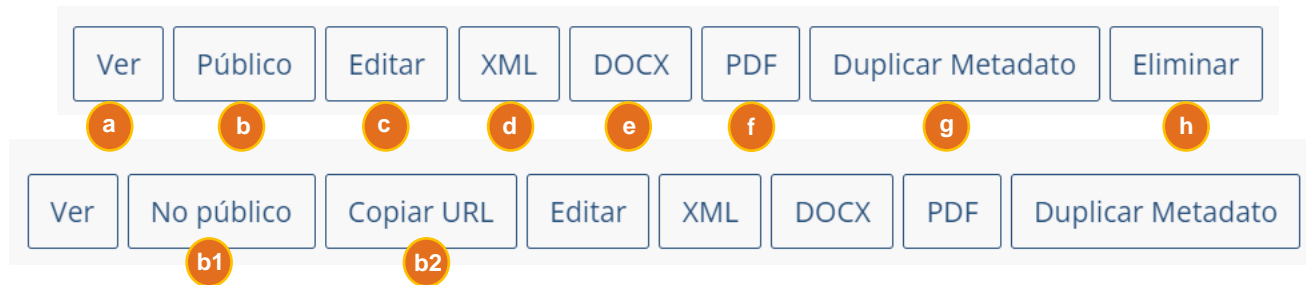 Ver Público Editar XML DOCX PDF Duplicar Metadato Eliminar
a b c d e f g h
Ver No público Copiar URL Editar XML DOCX PDF Duplicar Metadato
b1 b2